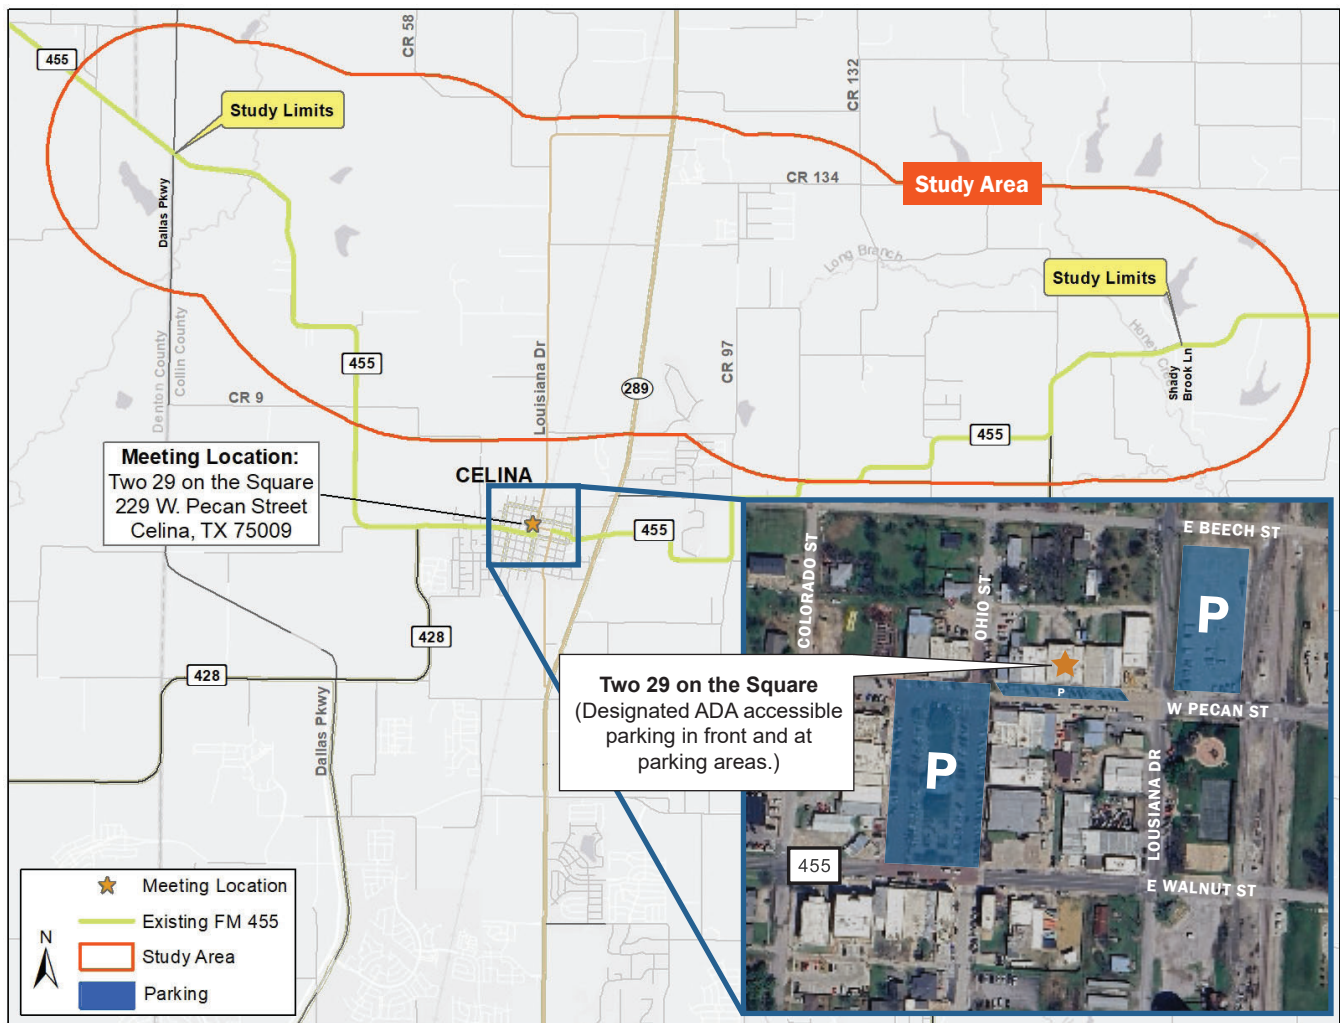 CR 58
455
CR 132
Study Limits
CR 134
Study Area
Dallas Pkwy
Long Branch
Study Limits
Denton County
Collin County
Honey C
Shady
Brook Ln
455
Louisiana Dr
CR 97
289
CR 9
455
Meeting Location:
Two 29 on the Square
229 W. Pecan Street
Celina, TX 75009
CELINA
455
428
428
Dallas Pkwy
E BEECH ST
COLORADO ST
OHIO ST
P
P
W PECAN ST
Two 29 on the Square
(Designated ADA accessible
parking in front and at
parking areas.)
P
LOUSIANA DR
455
E WALNUT ST
Meeting Location
Existing FM 455
Study Area
Parking
N